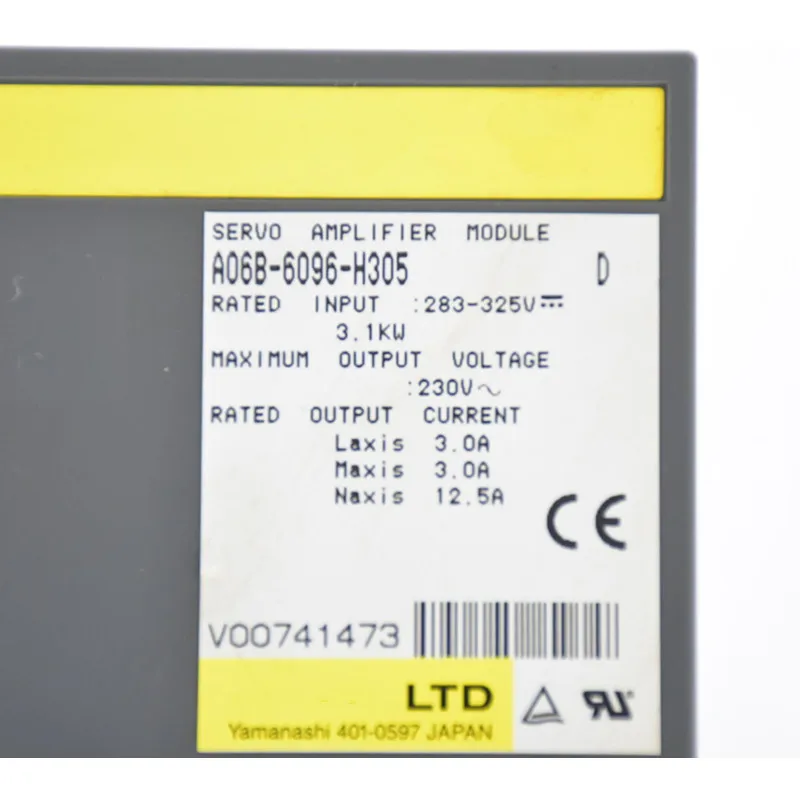 SERVO AMPLIFIER MODULE
A06B-6096-H305 D
RATED INPUT :283-325V⎓
3.1KW
MAXIMUM OUTPUT VOLTAGE
:230V～
RATED OUTPUT CURRENT
Laxis 3.0A
Maxis 3.0A
Naxis 12.5A
CE
V00741473
LTD
Yamanashi 401-0597 JAPAN